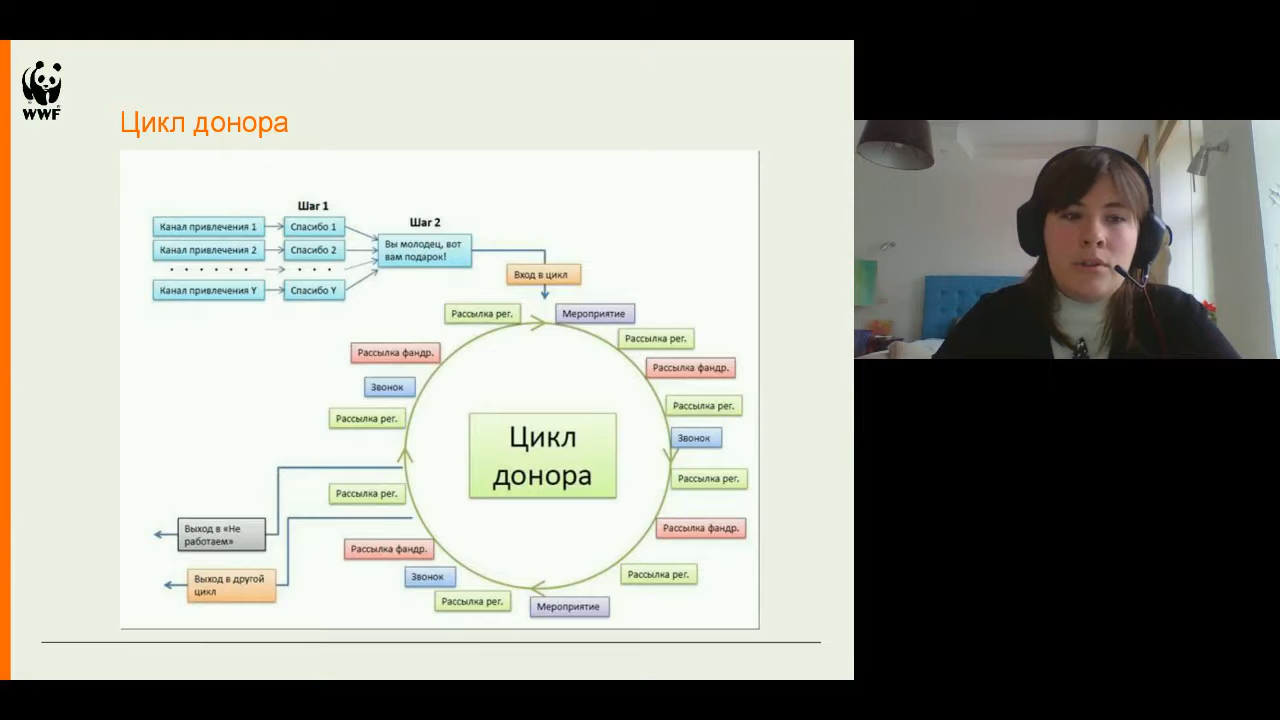 WWF
Цикл донора
Шаг 1
Шаг 2
Канал привлечения 1
Спасибо 1
Канал привлечения 2
Спасибо 2
• • • • • •
• • •
Канал привлечения Y
Спасибо Y
Вы молодец, вот
вам подарок!
Вход в цикл
Рассылка рег.
Мероприятие
Рассылка рег.
Рассылка фандр.
Рассылка фандр.
Звонок
Рассылка рег.
Рассылка рег.
Звонок
Цикл
донора
Рассылка рег.
Рассылка рег.
Выход в «Не
работаем»
Рассылка фандр.
Рассылка фандр.
Выход в другой
цикл
Звонок
Рассылка рег.
Рассылка рег.
Мероприятие